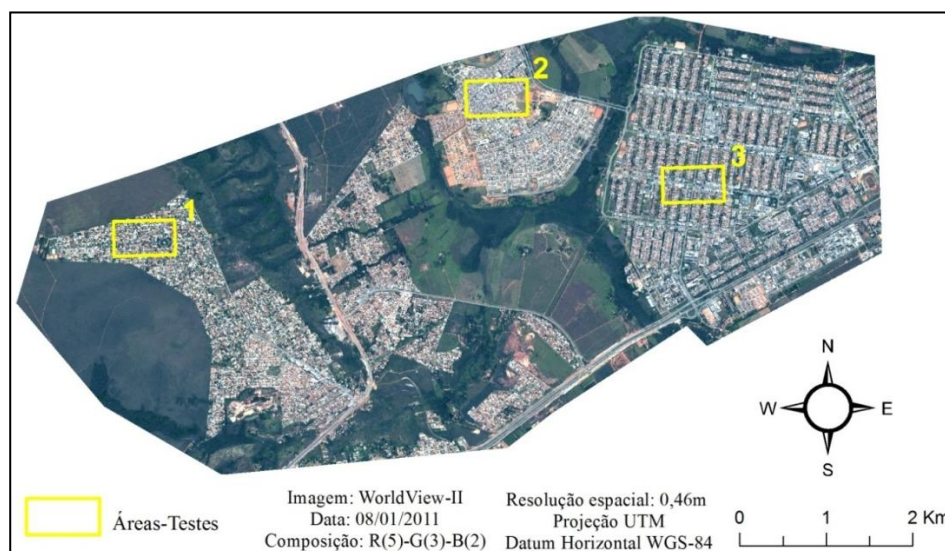 2
3
1
N
W E
S
Áreas-Testes
Imagem: WorldView-II
Data: 08/01/2011
Composição: R(5)-G(3)-B(2)
Resolução espacial: 0,46m
Projeção UTM
Datum Horizontal WGS-84
0 1 2 Km